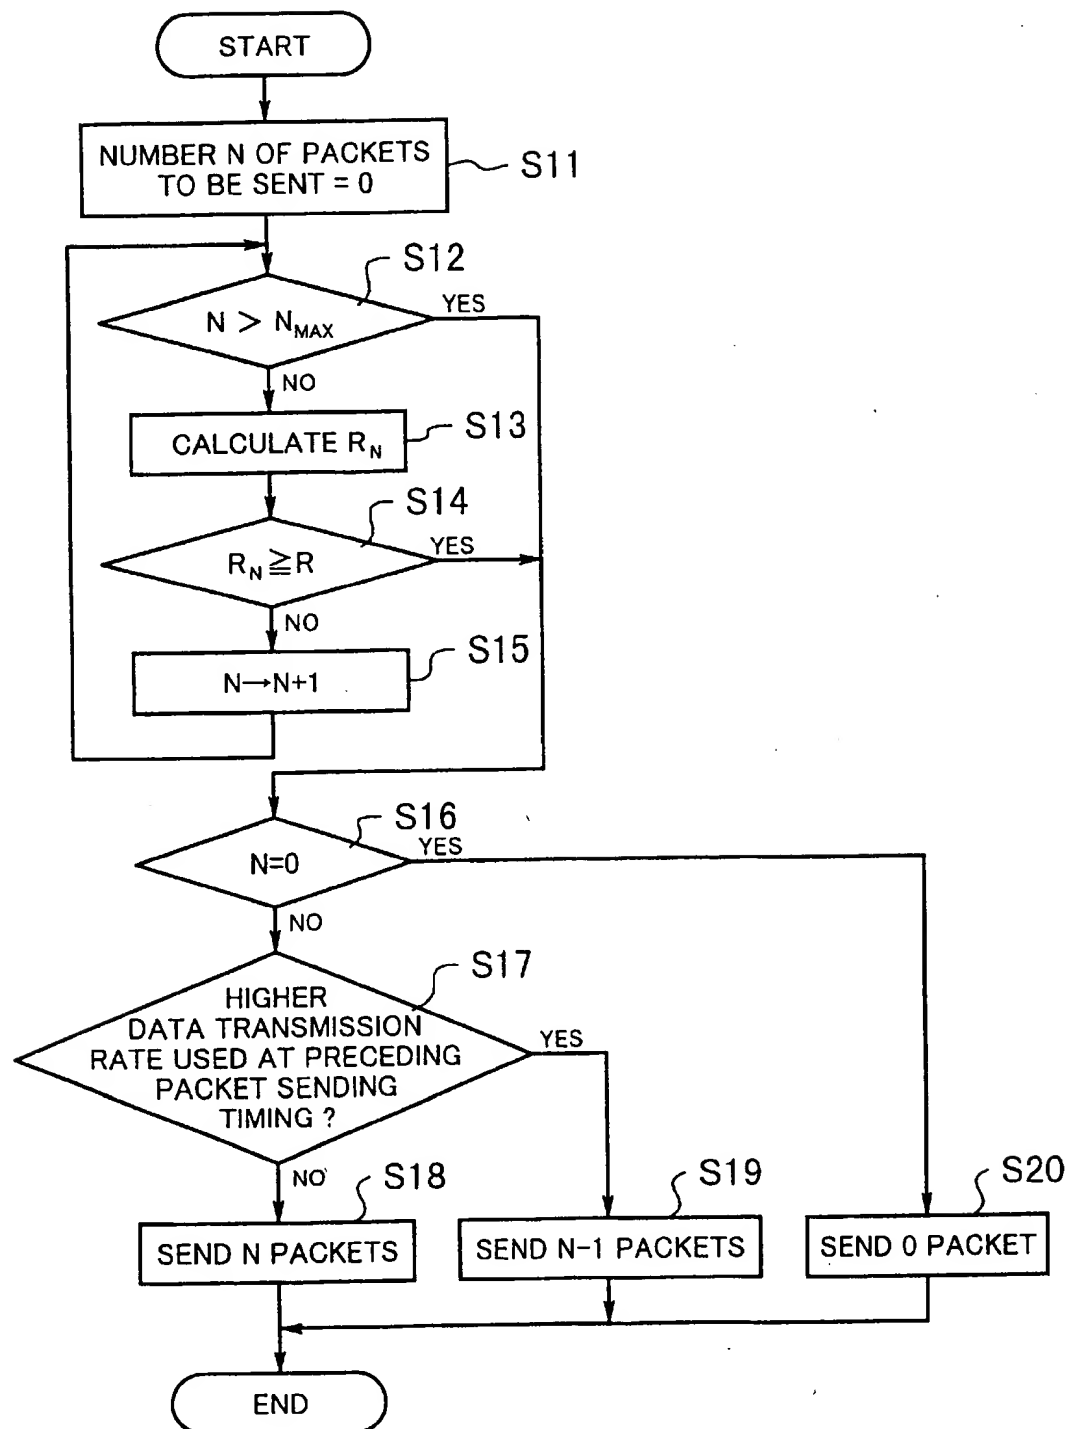 START
NUMBER N OF PACKETS
TO BE SENT = 0
S11
S12
N > NMAX
YES
NO
CALCULATE RN
S13
S14
RN ≧ R
YES
NO
S15
N→N+1
S16
N=0
YES
NO
S17
HIGHER
DATA TRANSMISSION
RATE USED AT PRECEDING
PACKET SENDING
TIMING ?
YES
NO
S18
S19
S20
SEND N PACKETS
SEND N-1 PACKETS
SEND 0 PACKET
END